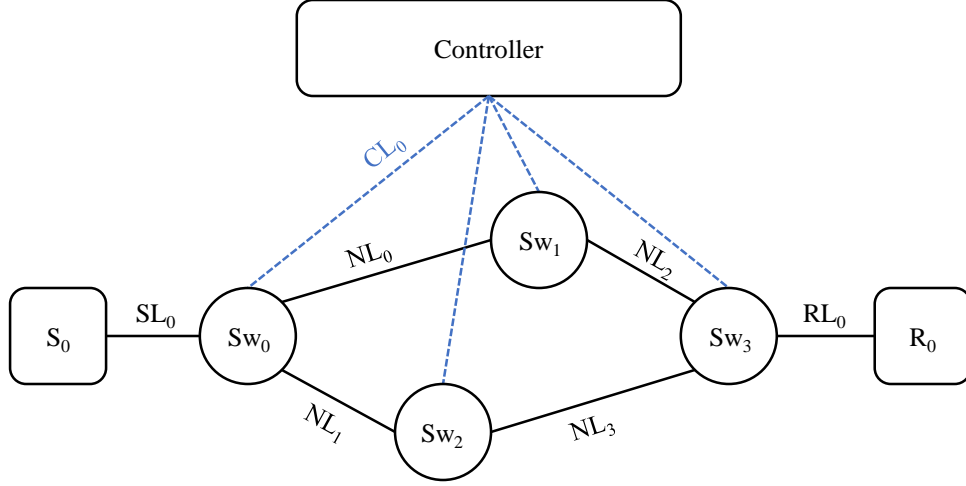 Controller
CL₀
NL₀
Sw₁
NL₂
S₀
SL₀
Sw₀
Sw₃
RL₀
R₀
NL₁
Sw₂
NL₃